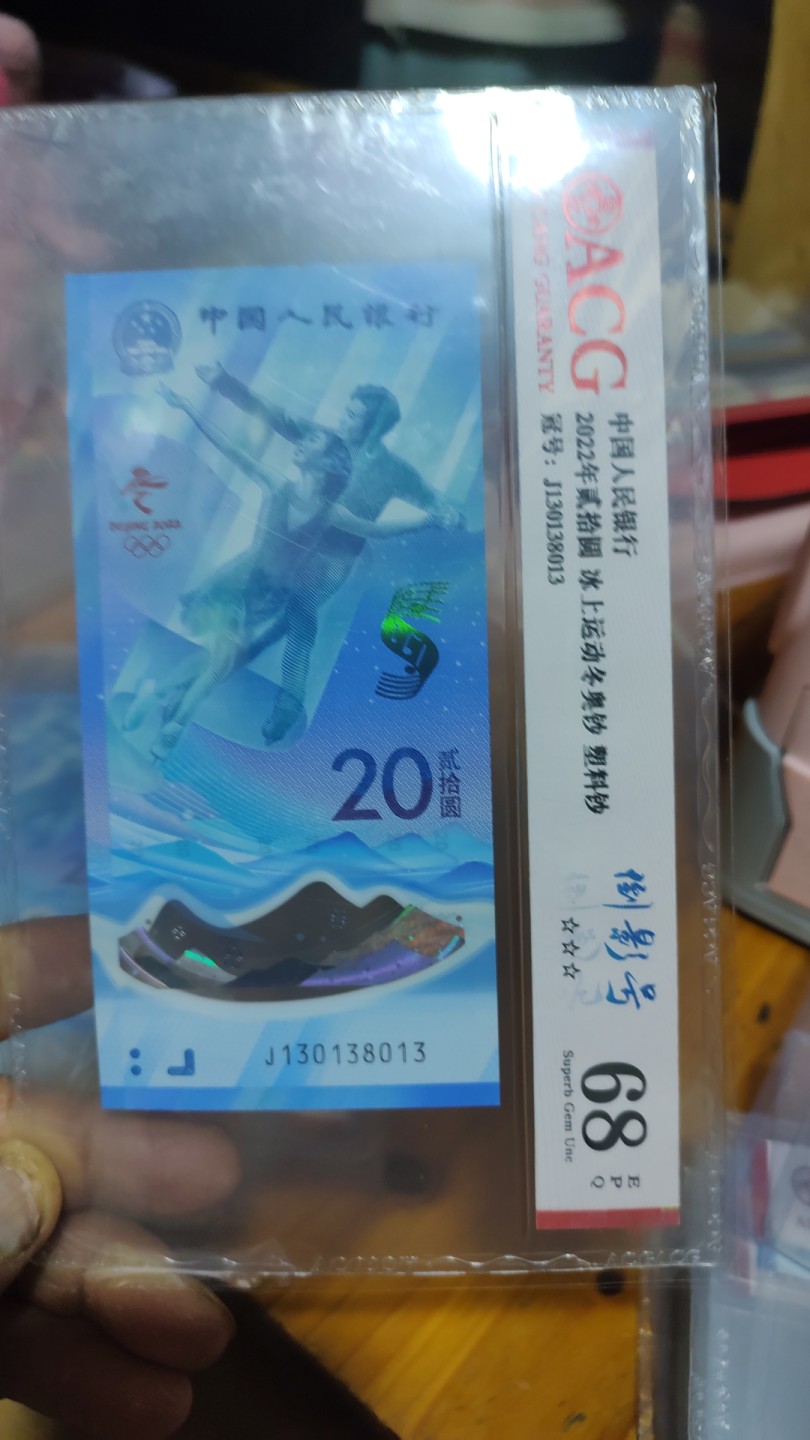 中国人民银行
BEIJING 2022
20
贰拾圆
J130138013
ACG
GUARANTY
中国人民银行
2022年贰拾圆 冰上运动冬奥钞 塑料钞
冠号：J130138013
倒影号
☆☆☆
68
EPQ
Superb Gem Unc